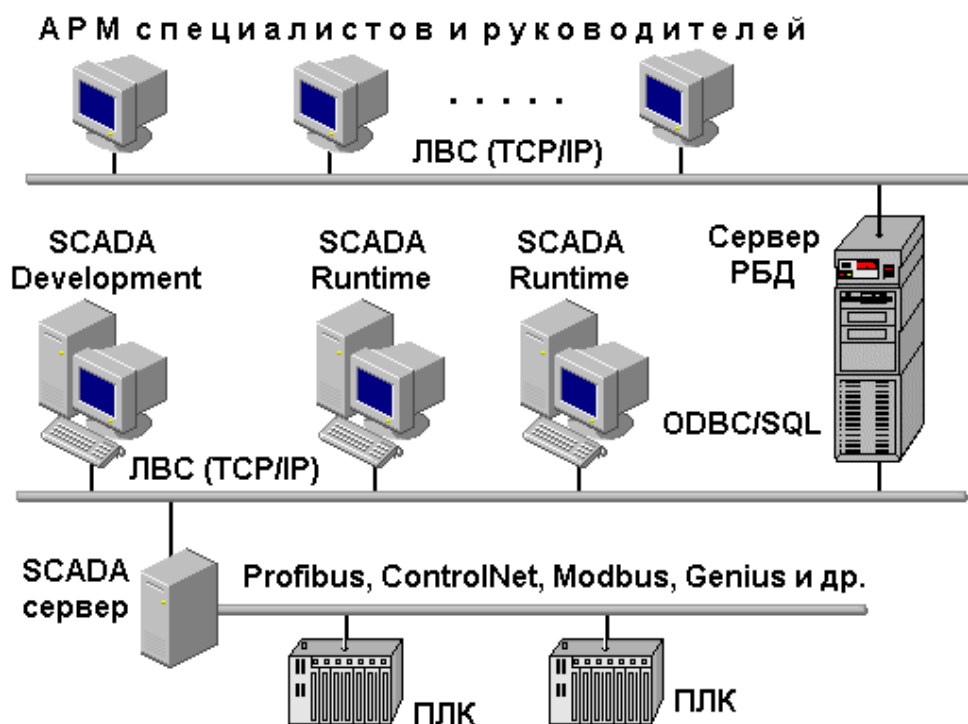 АРМ специалистов и руководителей
. . . . .
ЛВС (TCP/IP)
SCADA
Development
SCADA
Runtime
SCADA
Runtime
Сервер
РБД
ODBC/SQL
ЛВС (TCP/IP)
SCADA
сервер
Profibus, ControlNet, Modbus, Genius и др.
ПЛК
ПЛК